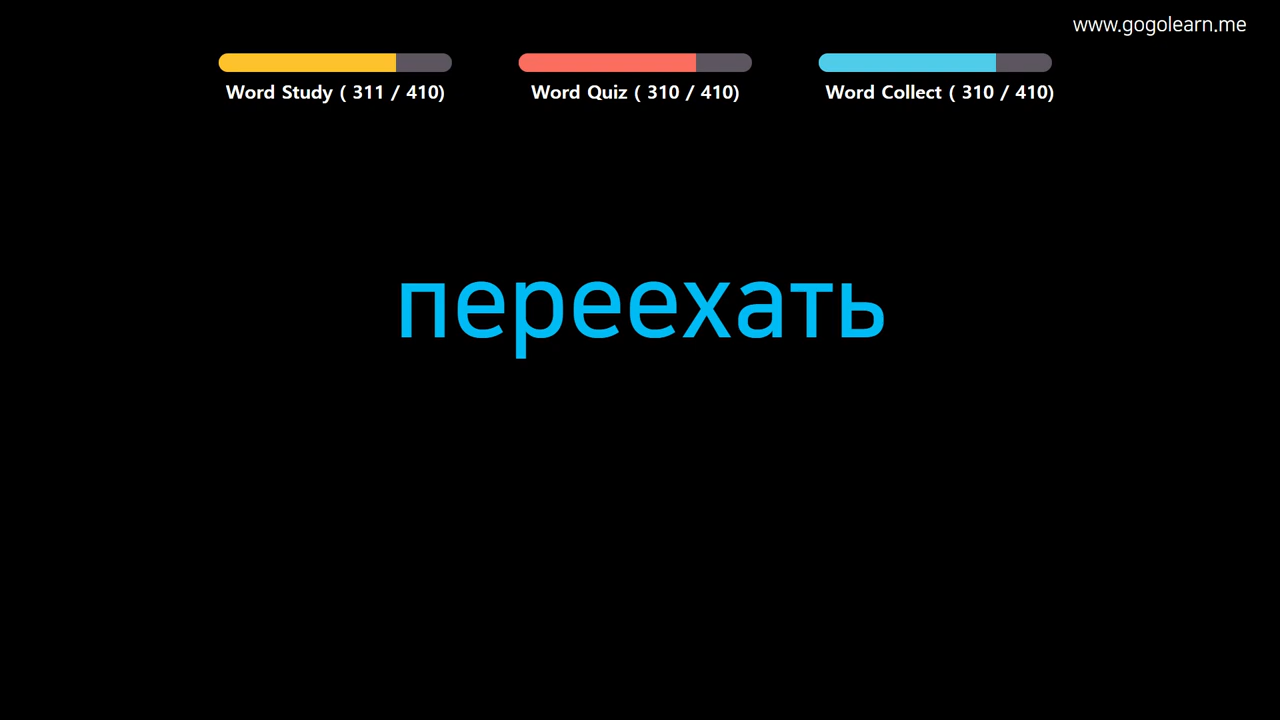 www.gogolearn.me
Word Study ( 311 / 410)
Word Quiz ( 310 / 410)
Word Collect ( 310 / 410)
переехать